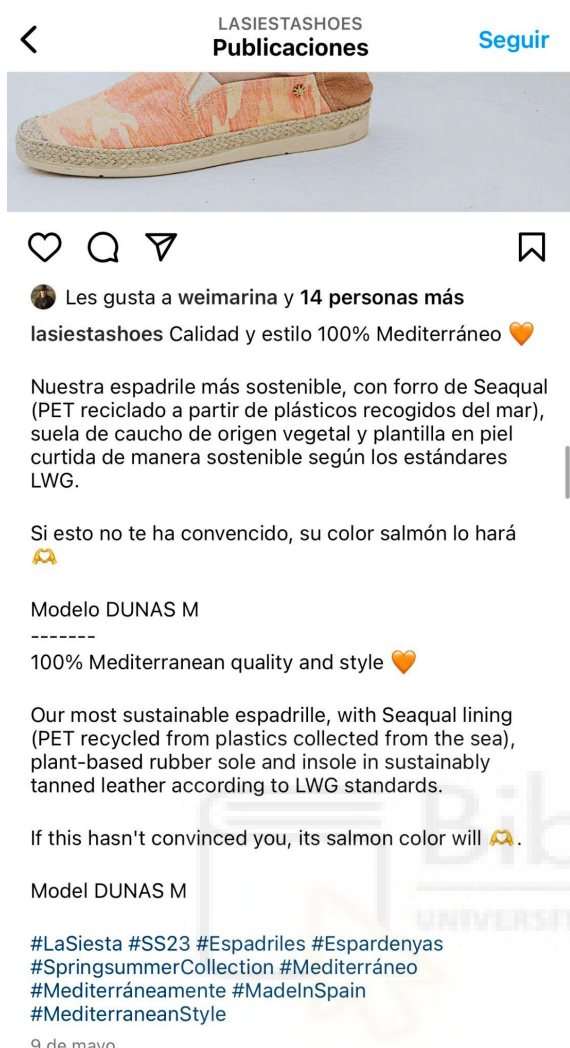 LASIESTASHOES
Publicaciones
Seguir
Les gusta a weimarina y 14 personas más
lasiestashoes Calidad y estilo 100% Mediterráneo 🧡
Nuestra espadrile más sostenible, con forro de Seaqual
(PET reciclado a partir de plásticos recogidos del mar),
suela de caucho de origen vegetal y plantilla en piel
curtida de manera sostenible según los estándares
LWG.
Si esto no te ha convencido, su color salmón lo hará
🫶
Modelo DUNAS M
-------
100% Mediterranean quality and style 🧡
Our most sustainable espadrille, with Seaqual lining
(PET recycled from plastics collected from the sea),
plant-based rubber sole and insole in sustainably
tanned leather according to LWG standards.
If this hasn't convinced you, its salmon color will 🫶.
Model DUNAS M
#LaSiesta #SS23 #Espadriles #Espardenyas
#SpringsummerCollection #Mediterráneo
#Mediterráneamente #MadeInSpain
#MediterraneanStyle
9 de mayo